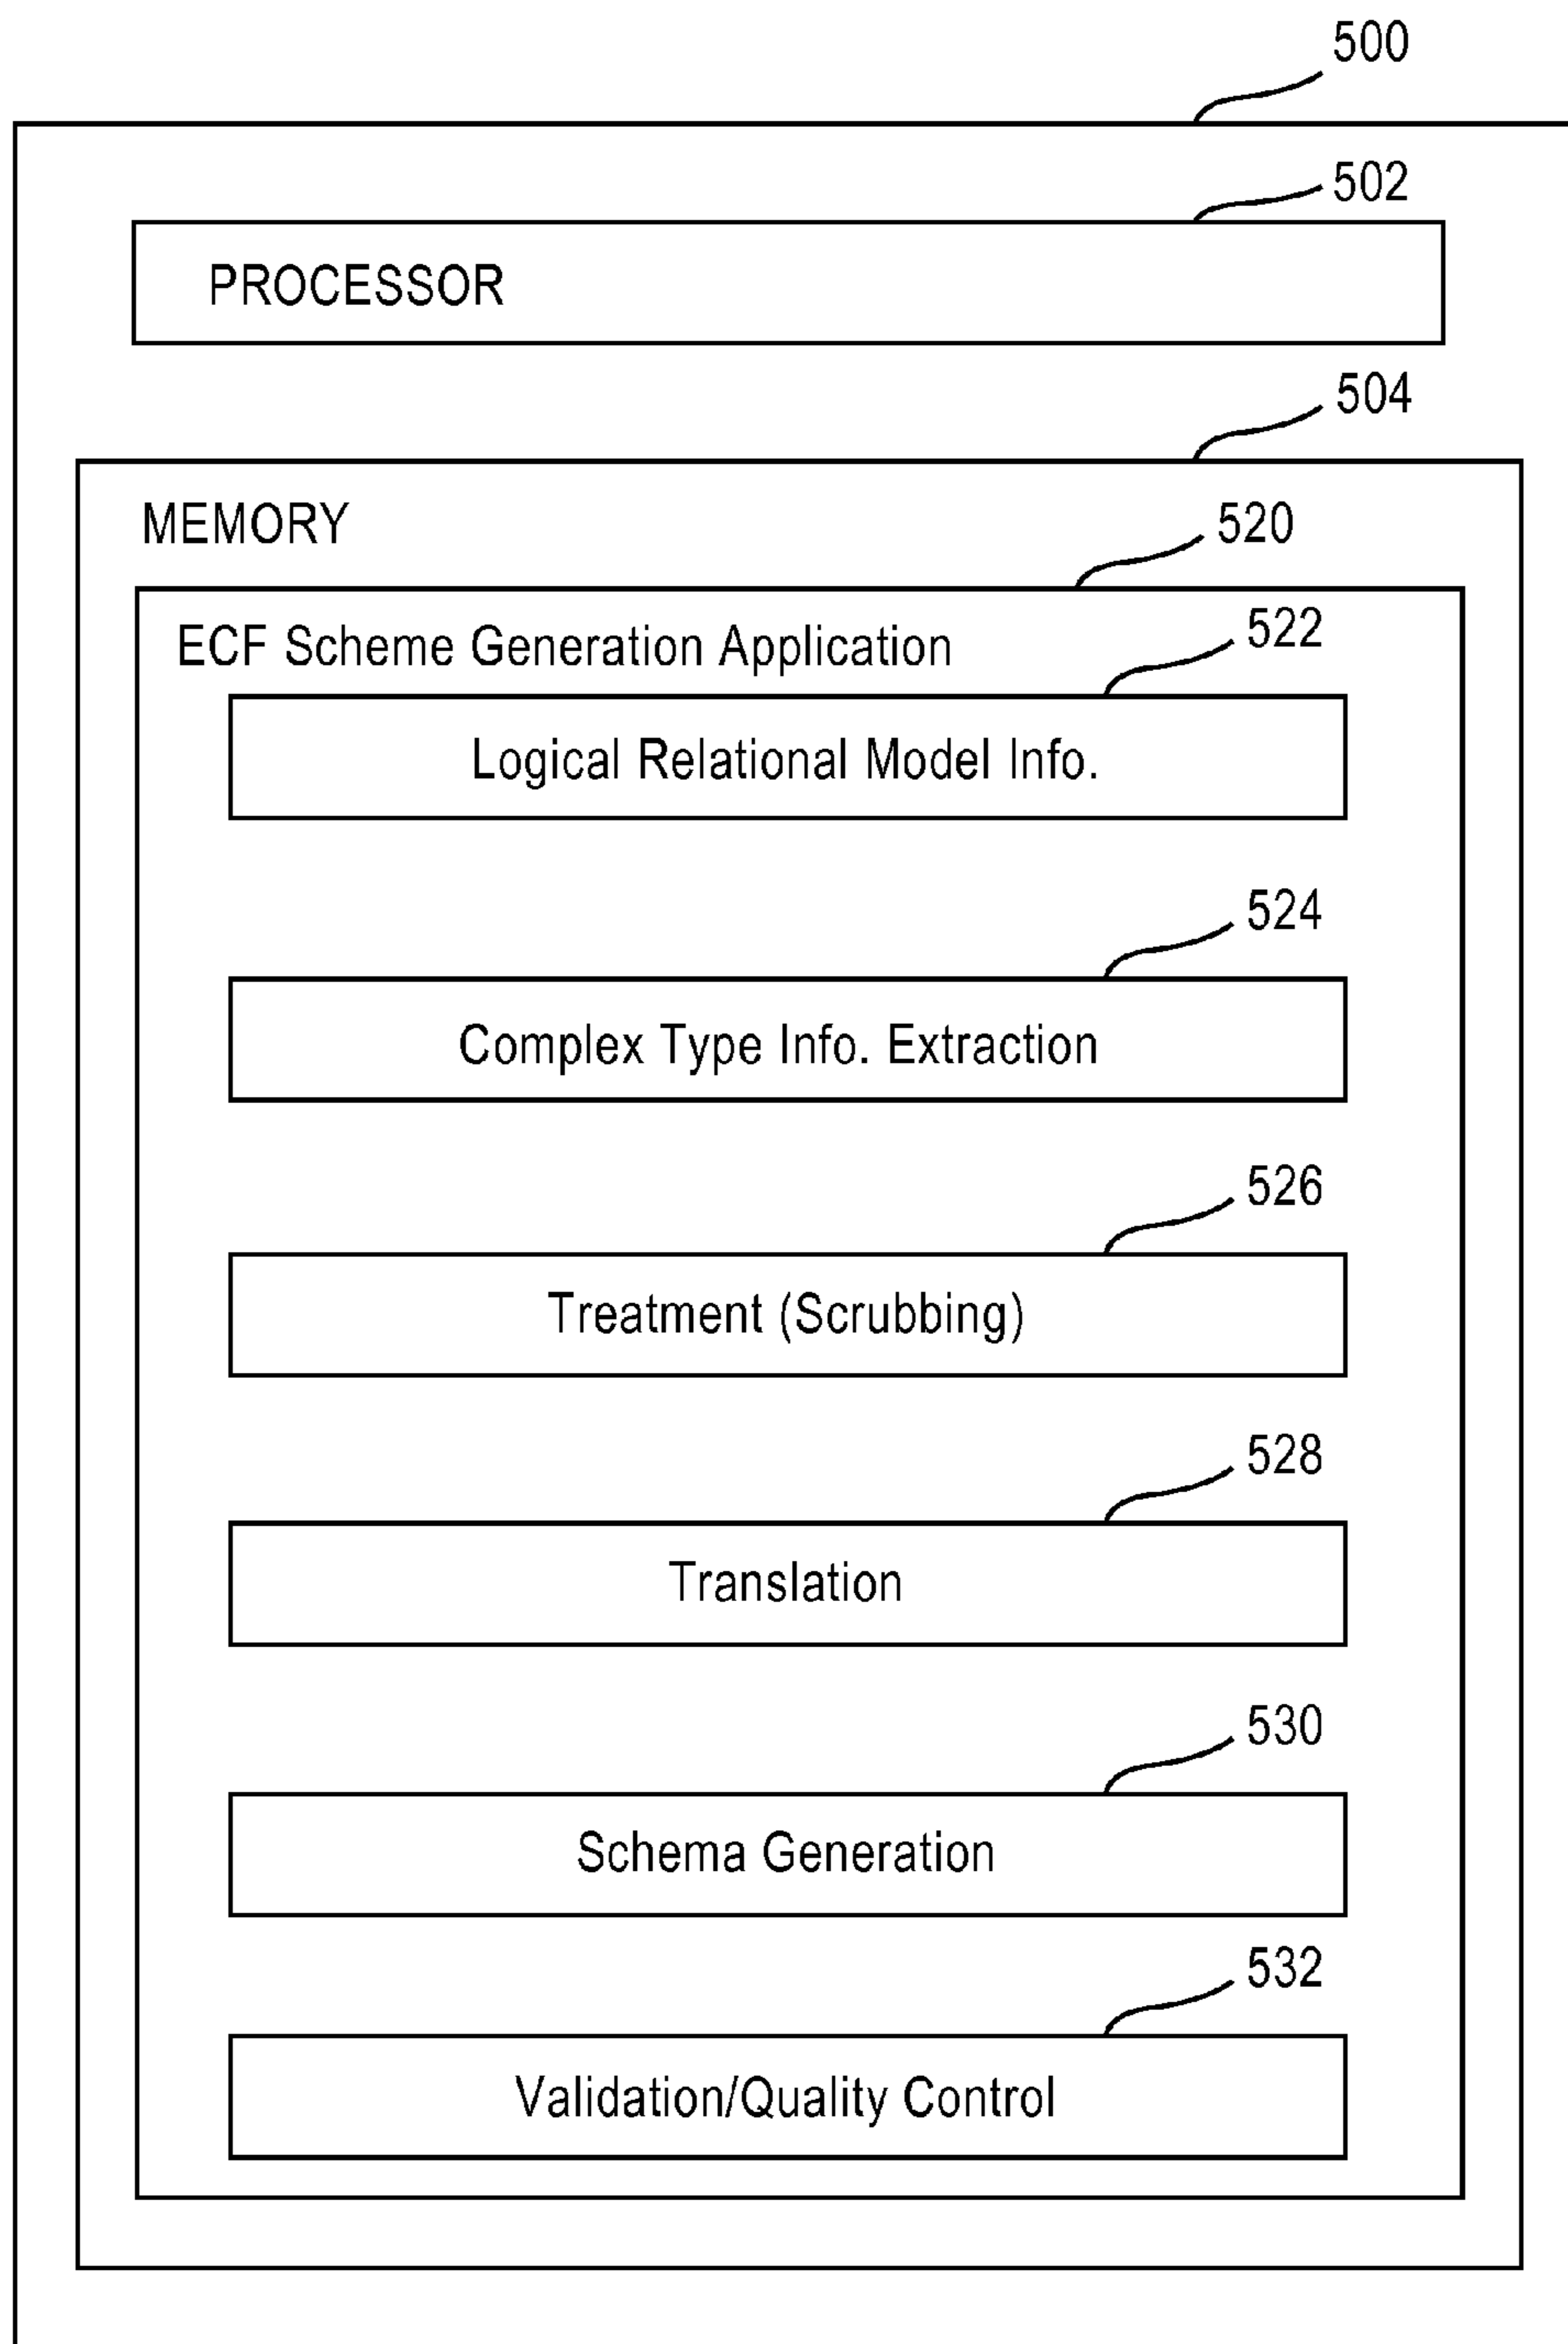 500
502
PROCESSOR
504
MEMORY
520
ECF Scheme Generation Application
522
Logical Relational Model Info.
524
Complex Type Info. Extraction
526
Treatment (Scrubbing)
528
Translation
530
Schema Generation
532
Validation/Quality Control